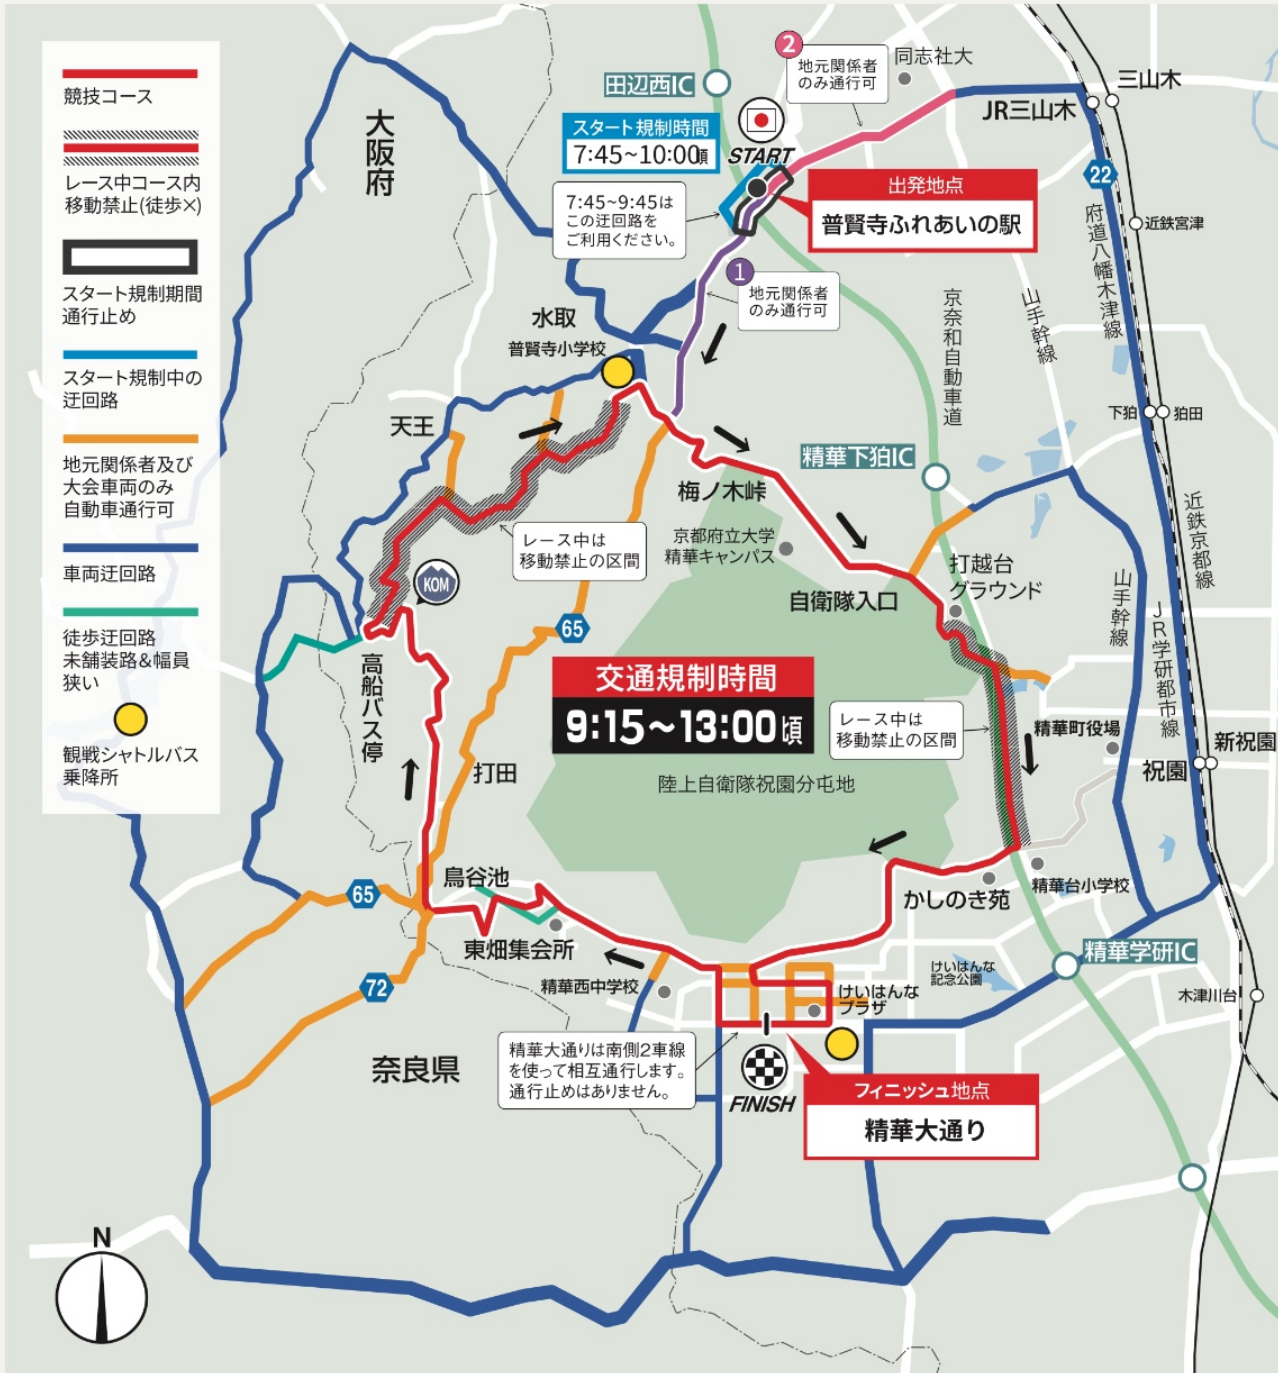 競技コース
レース中コース内
移動禁止(徒歩×)
スタート規制期間
通行止め
スタート規制中の
迂回路
地元関係者及び
大会車両のみ
自動車通行可
車両迂回路
徒歩迂回路
未舗装路&幅員
狭い
観戦シャトルバス
乗降所
大阪府
田辺西IC
2
地元関係者
のみ通行可
同志社大
三山木
JR三山木
スタート規制時間
7:45~10:00頃
START
出発地点
普賢寺ふれあいの駅
7:45~9:45は
この迂回路を
ご利用ください。
22
府道八幡木津線
近鉄宮津
1
地元関係者
のみ通行可
京奈和自動車道
山手幹線
水取
普賢寺小学校
天王
下狛
狛田
梅ノ木峠
精華下狛IC
京都府立大学
精華キャンパス
近鉄京都線
レース中は
移動禁止の区間
KOM
打越台
グラウンド
自衛隊入口
山手幹線
JR学研都市線
65
高船バス停
交通規制時間
9:15~13:00頃
レース中は
移動禁止の区間
精華町役場
新祝園
祝園
打田
陸上自衛隊祝園分屯地
鳥谷池
65
かしのき苑
精華台小学校
東畑集会所
精華学研IC
けいはんな
記念公園
72
精華西中学校
けいはんな
プラザ
木津川台
精華大通りは南側2車線
を使って相互通行します。
通行止めはありません。
奈良県
FINISH
フィニッシュ地点
精華大通り
N